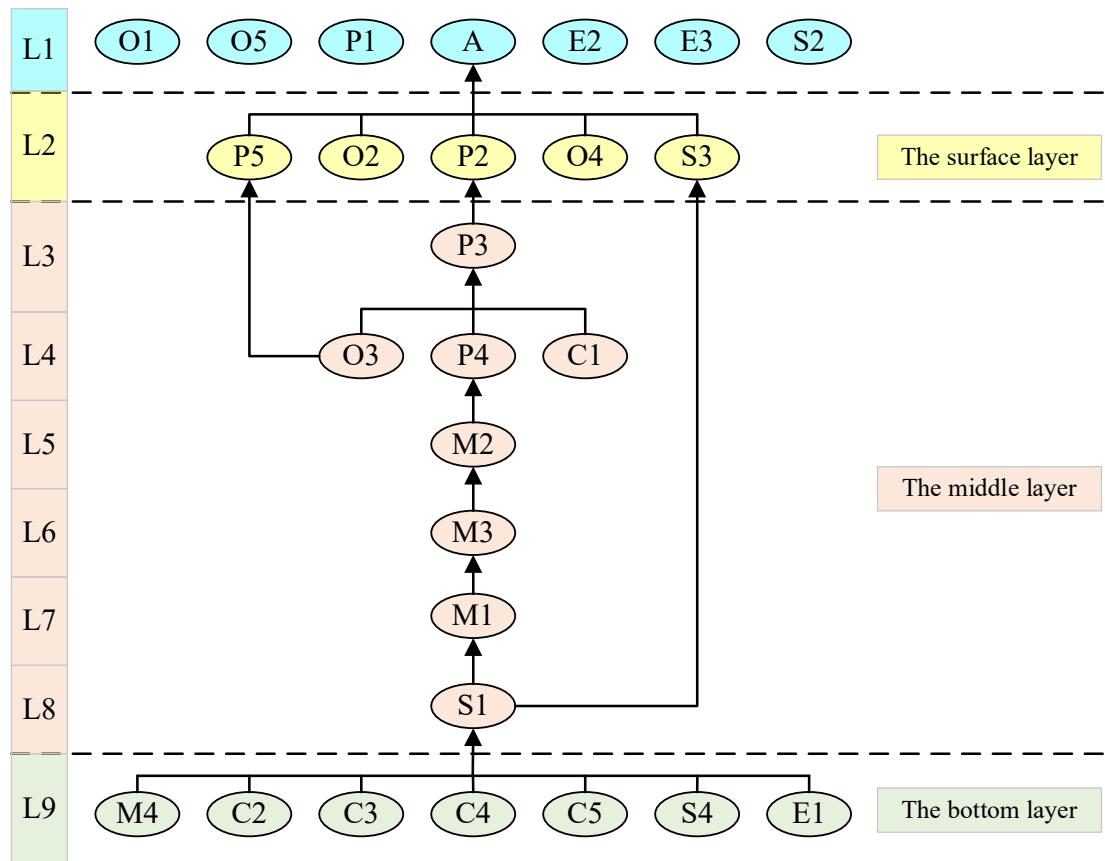 L1 O1 O5 P1 A E2 E3 S2
L2 P5 O2 P2 O4 S3 The surface layer
L3 P3
L4 O3 P4 C1
L5 M2
The middle layer
L6 M3
L7 M1
L8 S1
L9 M4 C2 C3 C4 C5 S4 E1 The bottom layer